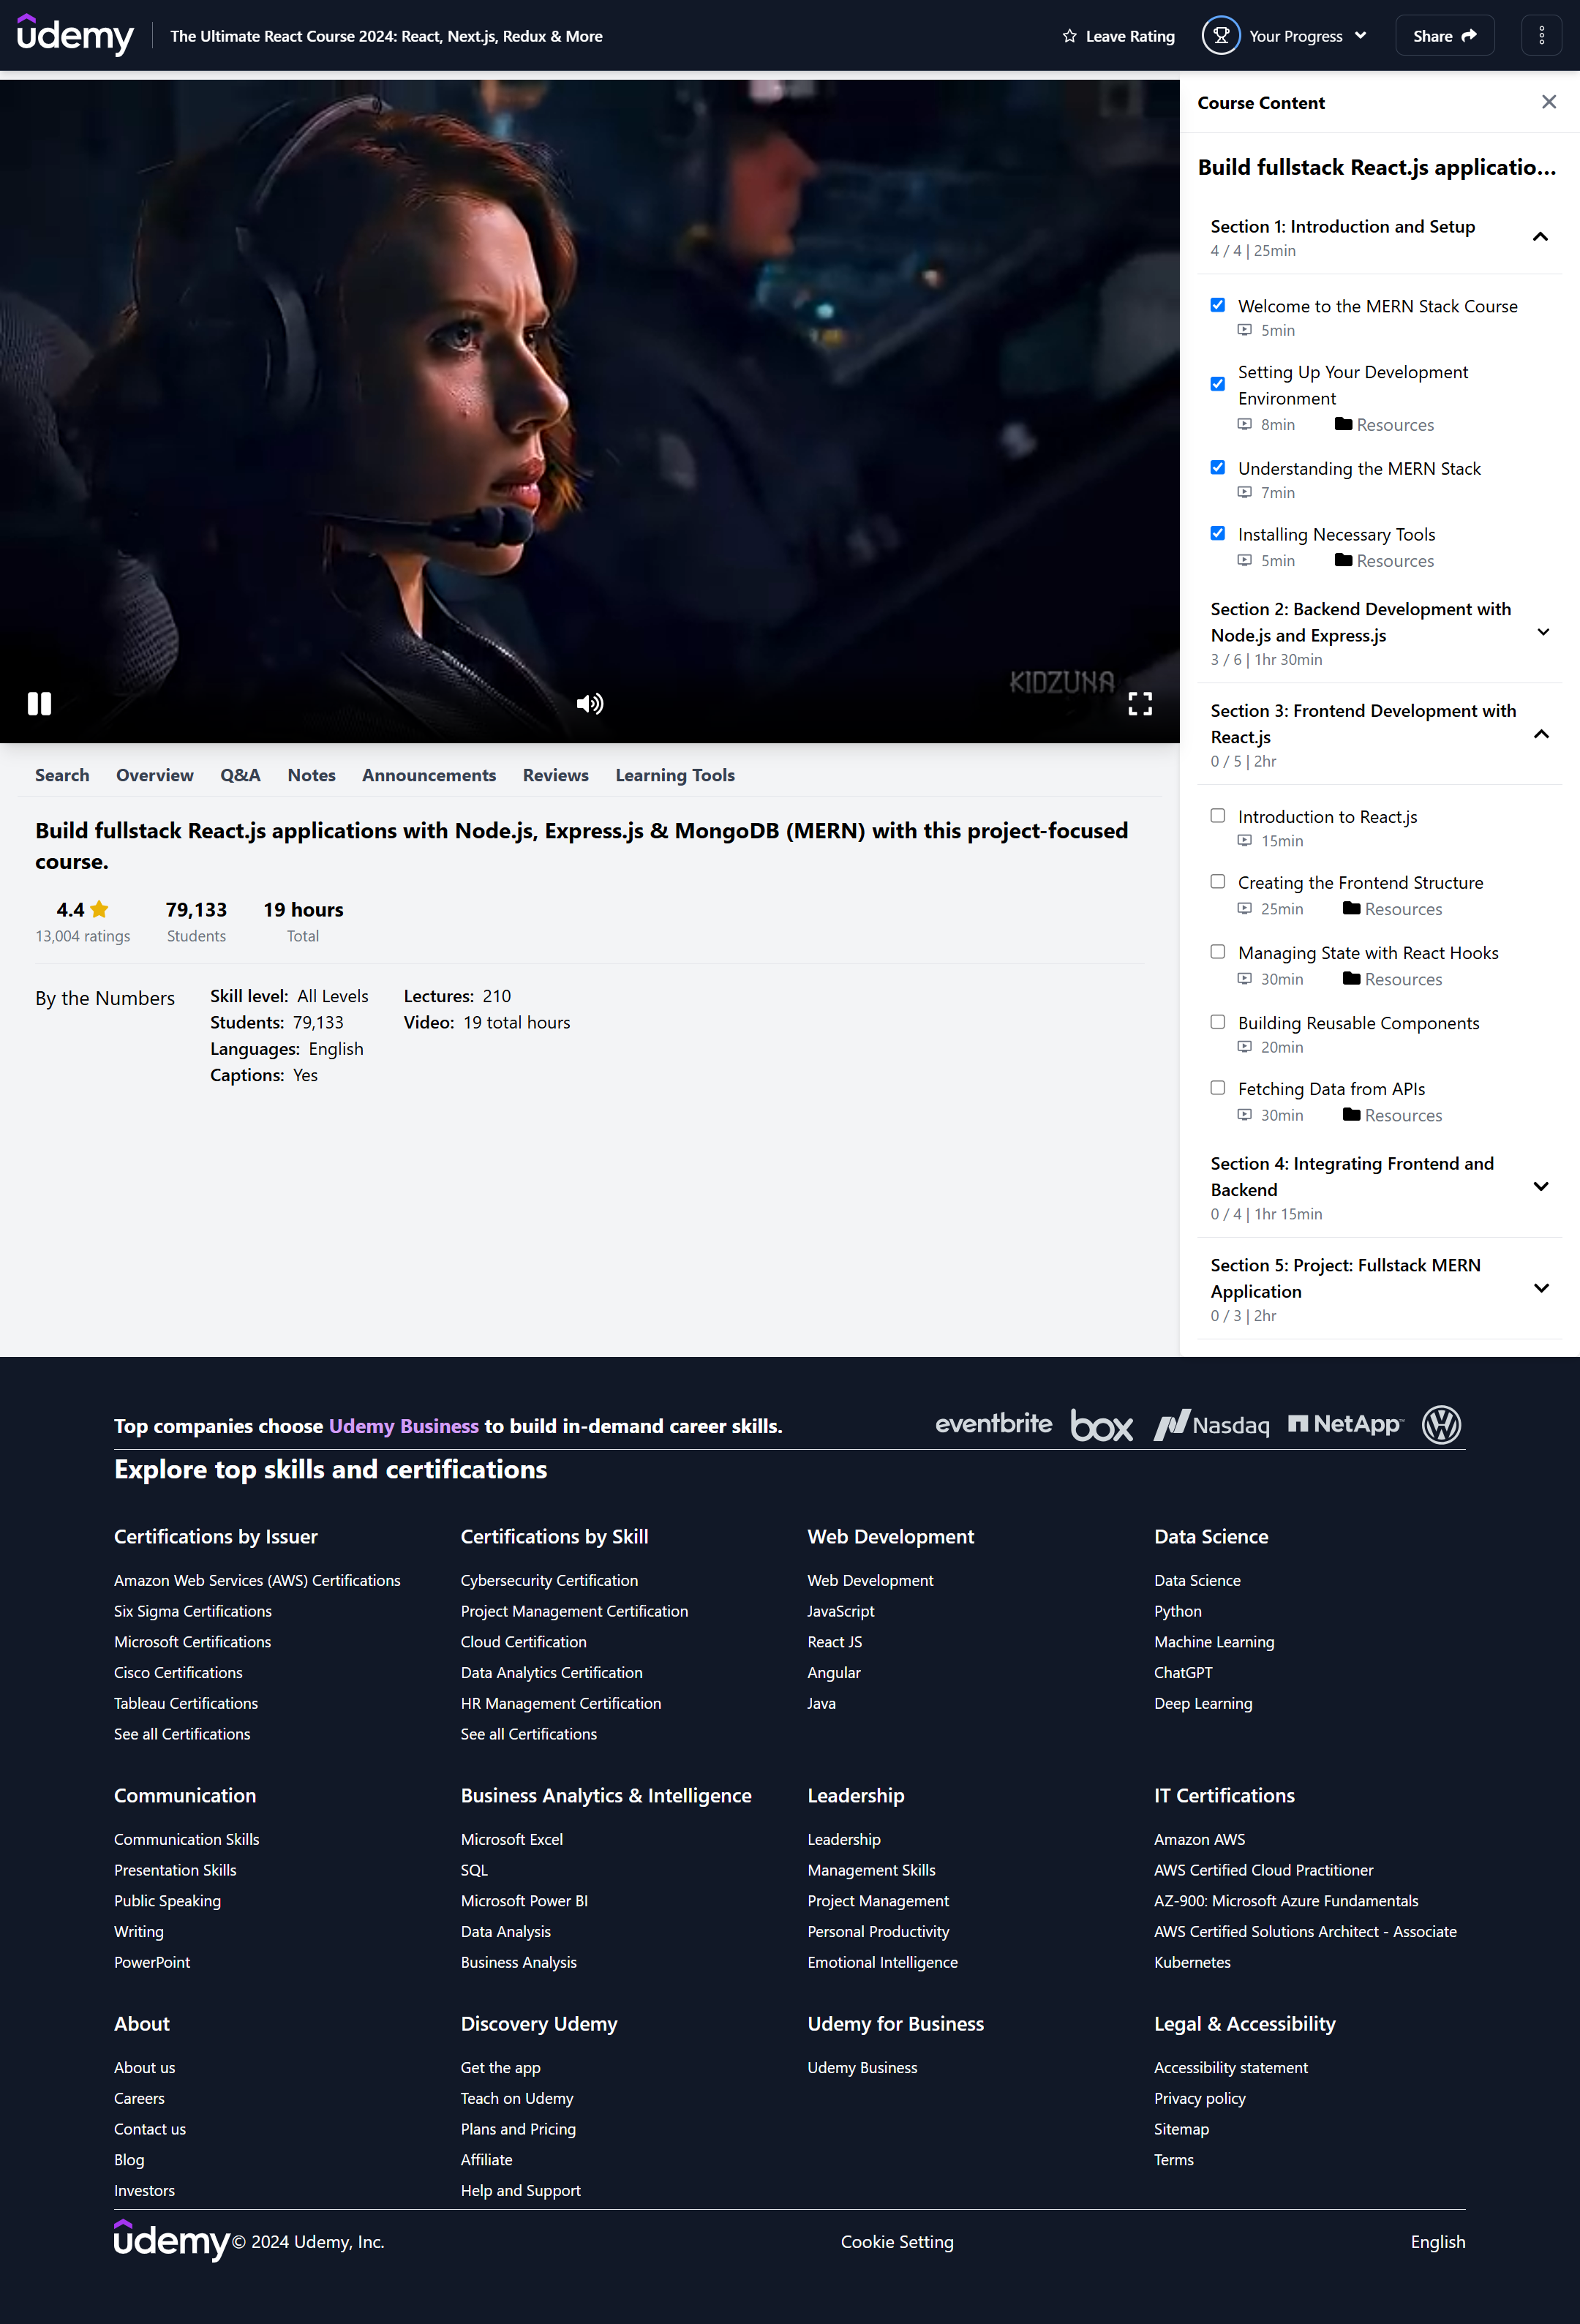 udemy
The Ultimate React Course 2024: React, Next.js, Redux & More
Leave Rating
Your Progress
Share
KIDZUNA
Search Overview Q&A Notes Announcements Reviews Learning Tools
Build fullstack React.js applications with Node.js, Express.js & MongoDB (MERN) with this project-focused
course.
4.4
13,004 ratings
79,133
Students
19 hours
Total
By the Numbers
Skill level: All Levels
Students: 79,133
Languages: English
Captions: Yes
Lectures: 210
Video: 19 total hours
Course Content
Build fullstack React.js applicatio...
Section 1: Introduction and Setup
4 / 4 | 25min
Welcome to the MERN Stack Course
5min
Setting Up Your Development
Environment
8min Resources
Understanding the MERN Stack
7min
Installing Necessary Tools
5min Resources
Section 2: Backend Development with
Node.js and Express.js
3 / 6 | 1hr 30min
Section 3: Frontend Development with
React.js
0 / 5 | 2hr
Introduction to React.js
15min
Creating the Frontend Structure
25min Resources
Managing State with React Hooks
30min Resources
Building Reusable Components
20min
Fetching Data from APIs
30min Resources
Section 4: Integrating Frontend and
Backend
0 / 4 | 1hr 15min
Section 5: Project: Fullstack MERN
Application
0 / 3 | 2hr
Top companies choose Udemy Business to build in-demand career skills.
eventbrite box Nasdaq NetApp
Explore top skills and certifications
Certifications by Issuer
Amazon Web Services (AWS) Certifications
Six Sigma Certifications
Microsoft Certifications
Cisco Certifications
Tableau Certifications
See all Certifications
Certifications by Skill
Cybersecurity Certification
Project Management Certification
Cloud Certification
Data Analytics Certification
HR Management Certification
See all Certifications
Web Development
Web Development
JavaScript
React JS
Angular
Java
Data Science
Data Science
Python
Machine Learning
ChatGPT
Deep Learning
Communication
Communication Skills
Presentation Skills
Public Speaking
Writing
PowerPoint
Business Analytics & Intelligence
Microsoft Excel
SQL
Microsoft Power BI
Data Analysis
Business Analysis
Leadership
Leadership
Management Skills
Project Management
Personal Productivity
Emotional Intelligence
IT Certifications
Amazon AWS
AWS Certified Cloud Practitioner
AZ-900: Microsoft Azure Fundamentals
AWS Certified Solutions Architect - Associate
Kubernetes
About
About us
Careers
Contact us
Blog
Investors
Discovery Udemy
Get the app
Teach on Udemy
Plans and Pricing
Affiliate
Help and Support
Udemy for Business
Udemy Business
Legal & Accessibility
Accessibility statement
Privacy policy
Sitemap
Terms
udemy © 2024 Udemy, Inc.
Cookie Setting
English